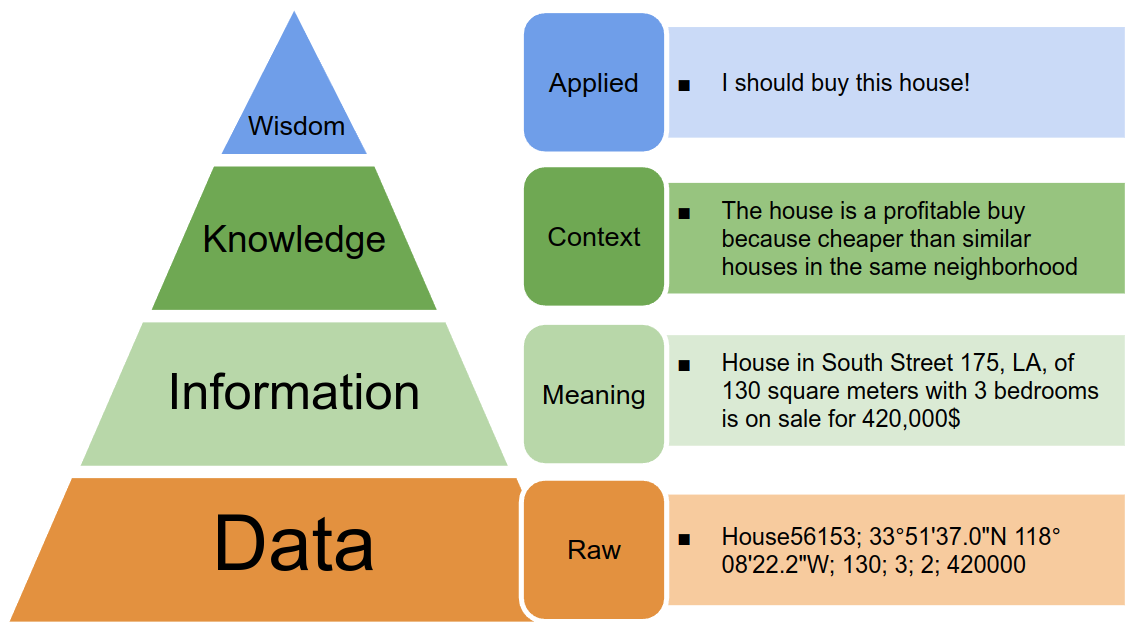 Wisdom
Applied
■ I should buy this house!
Knowledge
Context
■ The house is a profitable buy
because cheaper than similar
houses in the same neighborhood
Information
Meaning
■ House in South Street 175, LA, of
130 square meters with 3 bedrooms
is on sale for 420,000$
Data
Raw
■ House56153; 33°51'37.0"N 118°
08'22.2"W; 130; 3; 2; 420000